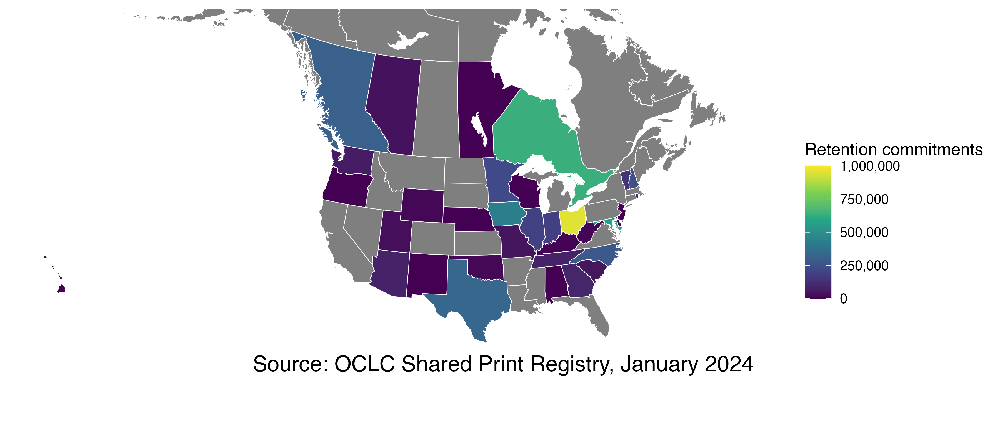 Retention commitments
1,000,000
750,000
500,000
250,000
0
Source: OCLC Shared Print Registry, January 2024